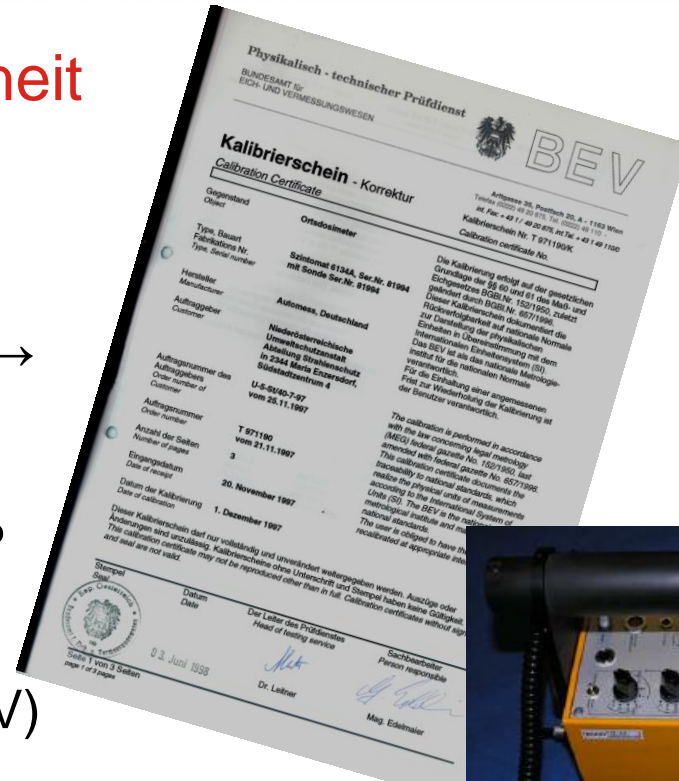 heit
→
V)
Physikalisch - technischer Prüfdienst
BUNDESAMT für
EICH- UND VERMESSUNGSWESEN
BEV
Arltgasse 35, Postfach 20, A - 1163 Wien
Kalibrierschein - Korrektur
Calibration Certificate
Kalibrierschein Nr. T 971190/K
Calibration certificate No.
Gegenstand
Object
Ortsdosimeter
Type, Bauart
Fabrikations Nr.
Type, Serial number
Szintomat 6134A, Ser.Nr. 81994
mit Sonde Ser.Nr. 81994
Hersteller
Manufacturer
Automess, Deutschland
Auftraggeber
Customer
Niederösterreichische
Umweltschutzanstalt
Abteilung Strahlenschutz
in 2344 Maria Enzersdorf,
Südstadtzentrum 4
Auftragsnummer des
Auftraggebers
Order number of
Customer
U-5-St/40-7-97
vom 25.11.1997
Auftragsnummer
Order number
T 971190
vom 21.11.1997
Anzahl der Seiten
Number of pages
3
Eingangsdatum
Date of receipt
20. November 1997
Datum der Kalibrierung
Date of calibration
1. Dezember 1997
Die Kalibrierung erfolgt auf der gesetzlichen
Grundlage der §§ 60 und 61 des Maß- und
Eichgesetzes BGBl.Nr. 152/1950, zuletzt
geändert durch BGBl.Nr. 657/1996.
Dieser Kalibrierschein dokumentiert die
Rückverfolgbarkeit auf nationale Normale
zur Darstellung der physikalischen
Einheiten in Übereinstimmung mit dem
Internationalen Einheitensystem (SI).
Das BEV ist als das nationale Metrologie-
Institut für die nationalen Normale
verantwortlich.
Für die Einhaltung einer angemessenen
Frist zur Wiederholung der Kalibrierung ist
der Benutzer verantwortlich.
The calibration is performed in accordance
with the law concerning legal metrology
(MEG) federal gazette No. 152/1950, last
amended with federal gazette No. 657/1996.
This calibration certificate documents the
traceability to national standards, which
realize the physical units of measurements
according to the International System of
Units (SI). The BEV is the
metrological institute and
national standards.
The user is obliged to have the
recalibrated at appropriate
Dieser Kalibrierschein darf nur vollständig und unverändert weitergegeben werden. Auszüge oder
Änderungen sind unzulässig. Kalibrierscheine ohne Unterschrift und Stempel haben keine Gültigkeit.
This calibration certificate may not be reproduced other than in full. Calibration certificates without
and seal are not valid.
Stempel
Seal
Datum
Date
Der Leiter des Prüfdienstes
Head of testing service
Sachbearbeiter
Person responsible
03. Juni 1998
Dr. Leitner
Mag. Edelmaier
Seite 1 von 3 Seiten
page 1 of 3 pages